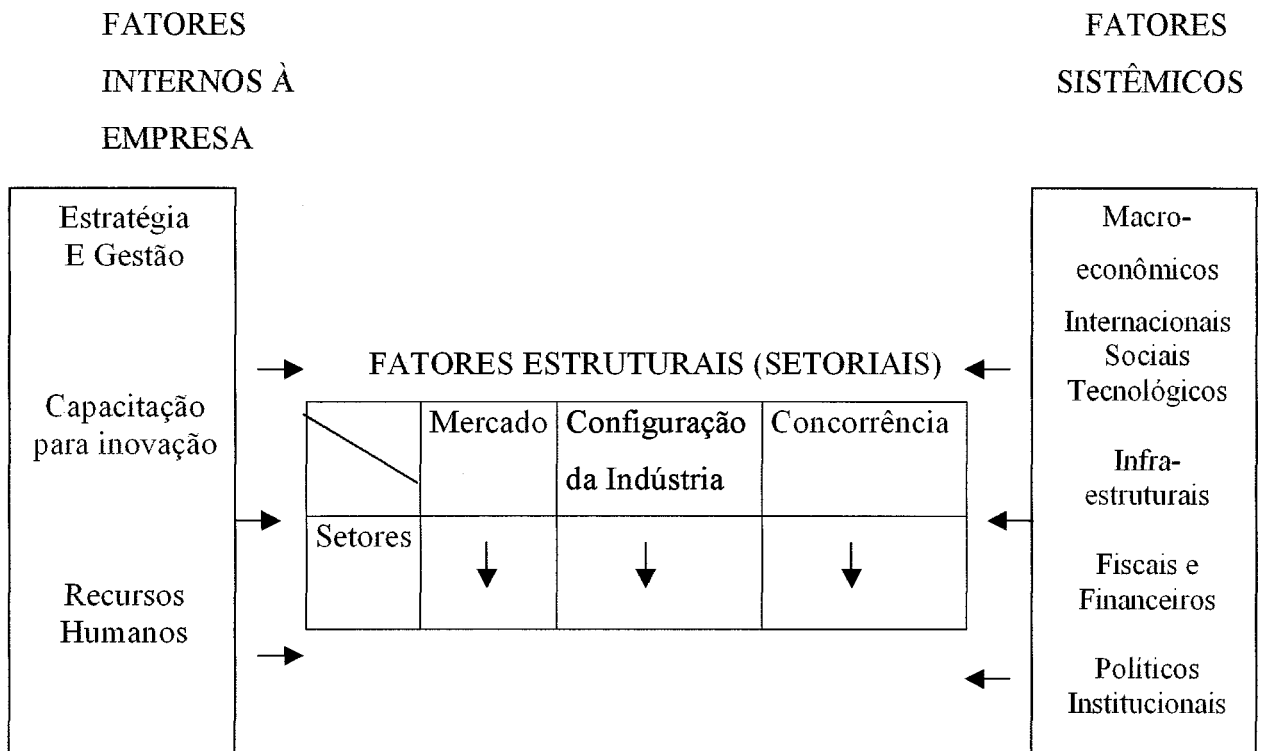 FATORES
INTERNOS À
EMPRESA
FATORES
SISTÊMICOS
Estratégia
E Gestão
Capacitação
para inovação
Recursos
Humanos
FATORES ESTRUTURAIS (SETORIAIS)
Mercado
Configuração
da Indústria
Concorrência
Setores
Macro-
econômicos
Internacionais
Sociais
Tecnológicos
Infra-
estruturais
Fiscais e
Financeiros
Políticos
Institucionais